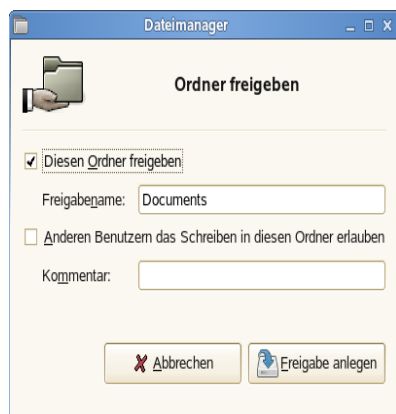 Dateimanager
Ordner freigeben
Diesen Ordner freigeben
Freigabename: Documents
Anderen Benutzern das Schreiben in diesen Ordner erlauben
Kommentar:
Abbrechen Freigabe anlegen